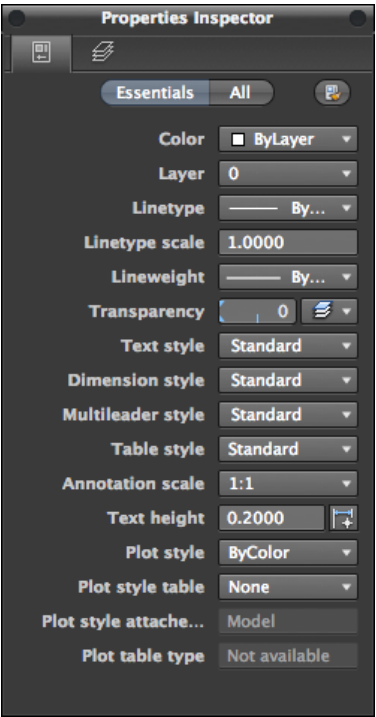 Properties Inspector
Essentials All
Color ByLayer
Layer 0
Linetype By...
Linetype scale 1.0000
Lineweight By...
Transparency 0
Text style Standard
Dimension style Standard
Multileader style Standard
Table style Standard
Annotation scale 1:1
Text height 0.2000
Plot style ByColor
Plot style table None
Plot style attache... Model
Plot table type Not available